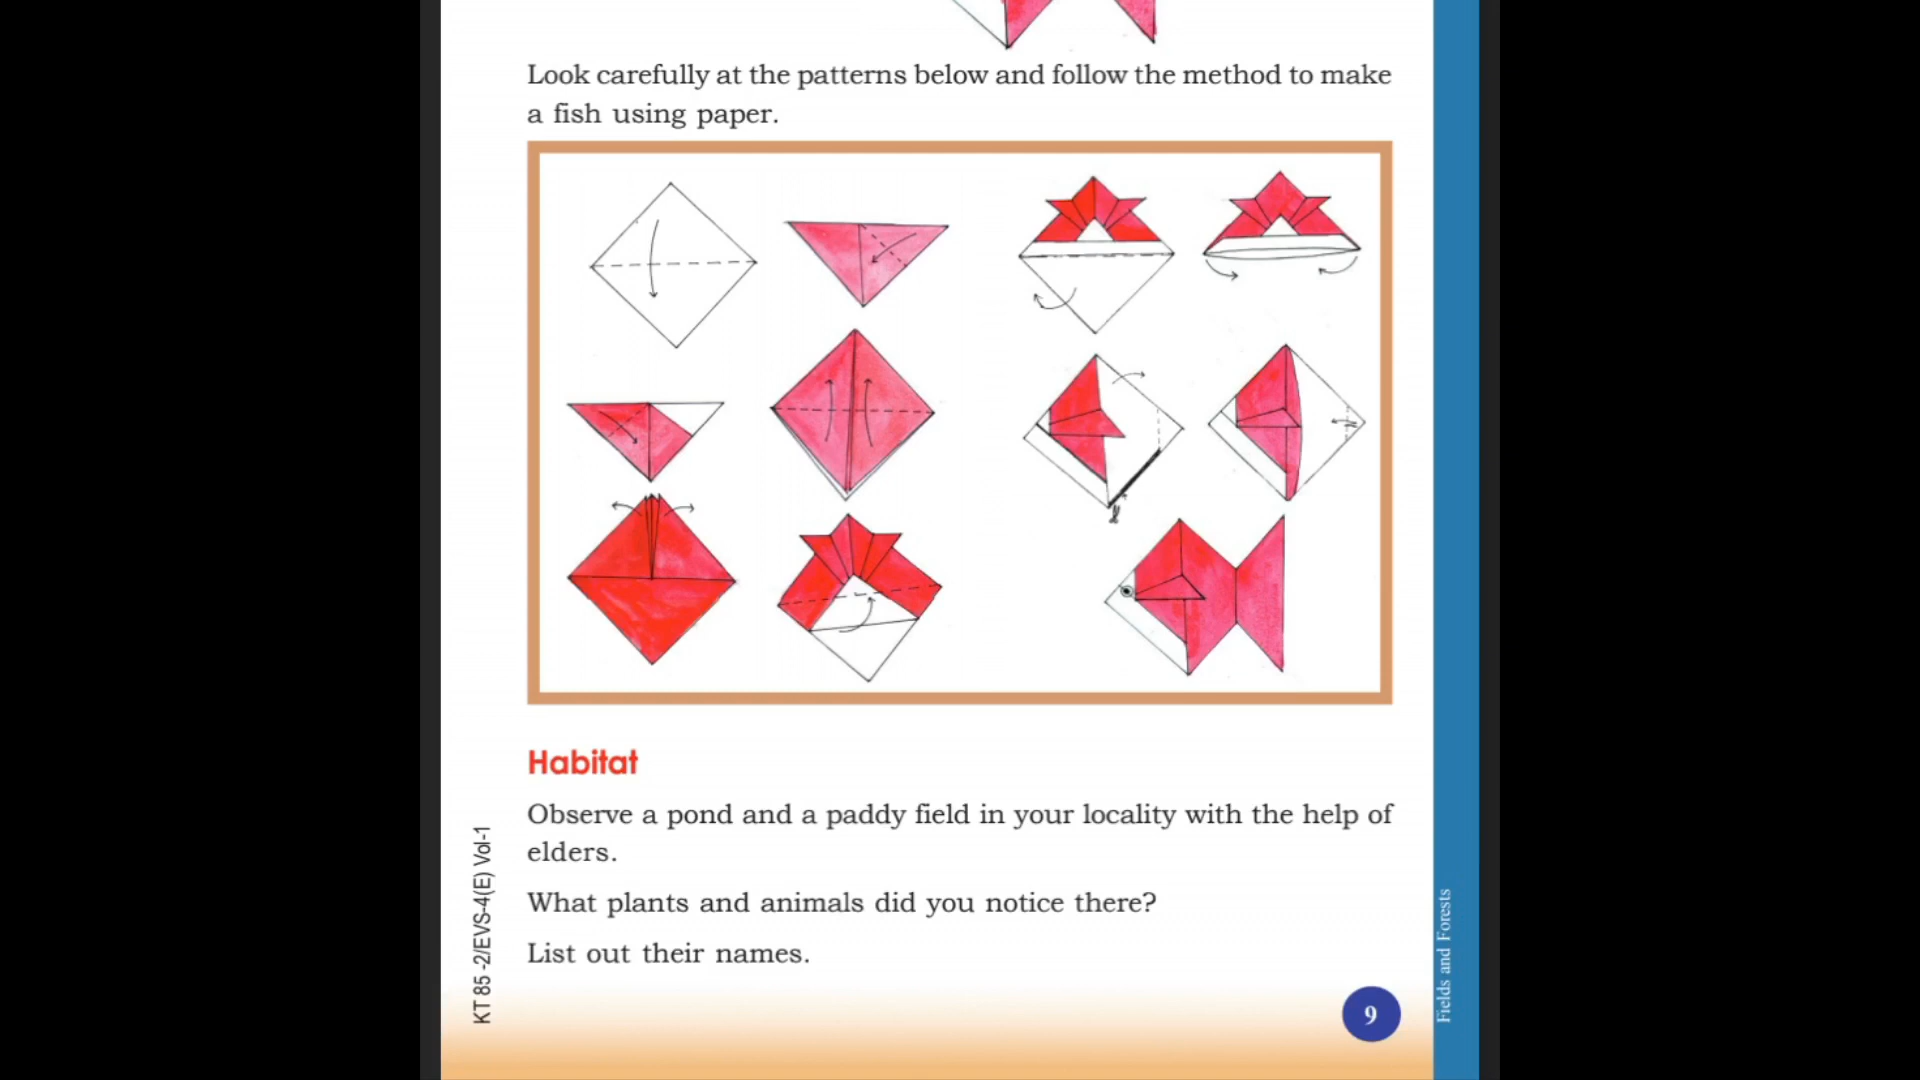 Look carefully at the patterns below and follow the method to make
a fish using paper.
Habitat
Observe a pond and a paddy field in your locality with the help of
elders.
What plants and animals did you notice there?
List out their names.
KT 85 -2/EVS-4(E) Vol-1
Fields and Forests
9